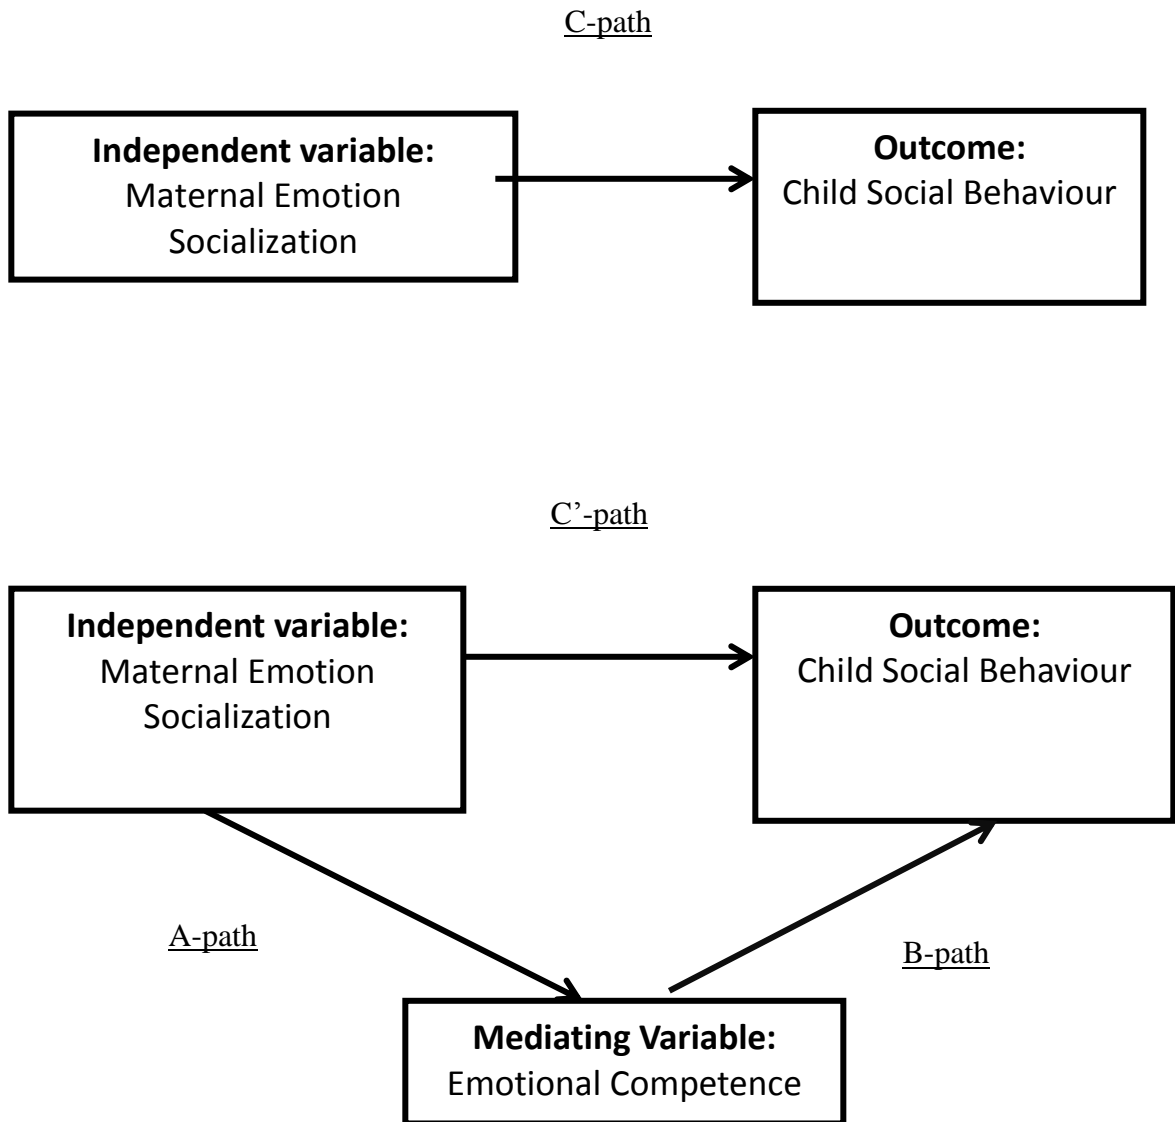 C-path
Independent variable:
Maternal Emotion
Socialization
Outcome:
Child Social Behaviour
C’-path
Independent variable:
Maternal Emotion
Socialization
Outcome:
Child Social Behaviour
A-path
B-path
Mediating Variable:
Emotional Competence